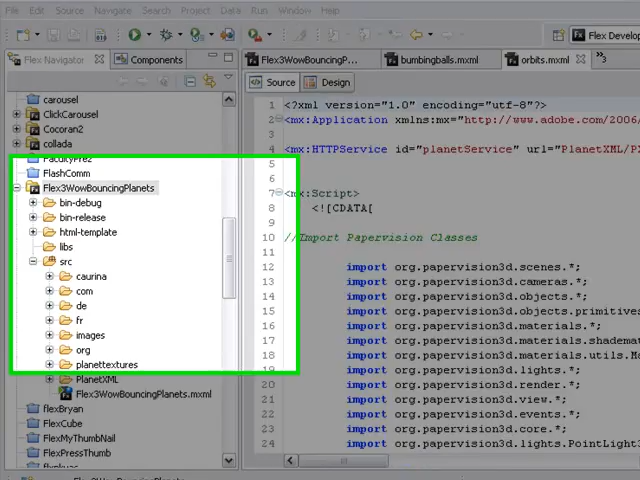 File Edit Source Navigate Search Project Data Run Window Help
Flex Develop
Flex Navigator Components
Flex3WowBouncingP... bumbingballs.mxml orbits.mxml 3
Source Design
carousel
ClickCarousel
Cocoran2
collada
FacultyPre2
FlashComm
Flex3WowBouncingPlanets
bin-debug
bin-release
html-template
libs
src
caurina
com
de
fr
images
org
planettextures
PlanetXML
Flex3WowBouncingPlanets.mxml
flexBryan
FlexCube
FlexMyThumbNail
FlexPressThumb
1 <?xml version="1.0" encoding="utf-8"?>
2 <mx:Application xmlns:mx="http://www.adobe.com/2006/
3
4 <mx:HTTPService id="planetService" url="PlanetXML/P
5
6
7 <mx:Script>
8 <![CDATA[
9
10 //Import Papervision Classes
11
12 import org.papervision3d.scenes.*;
13 import org.papervision3d.cameras.*;
14 import org.papervision3d.objects.*;
15 import org.papervision3d.objects.primitives
16 import org.papervision3d.materials.*;
17 import org.papervision3d.materials.shademat
18 import org.papervision3d.materials.utils.Ma
19 import org.papervision3d.lights.*;
20 import org.papervision3d.render.*;
21 import org.papervision3d.view.*;
22 import org.papervision3d.events.*;
23 import org.papervision3d.core.*;
24 import org.papervision3d.lights.PointLight3